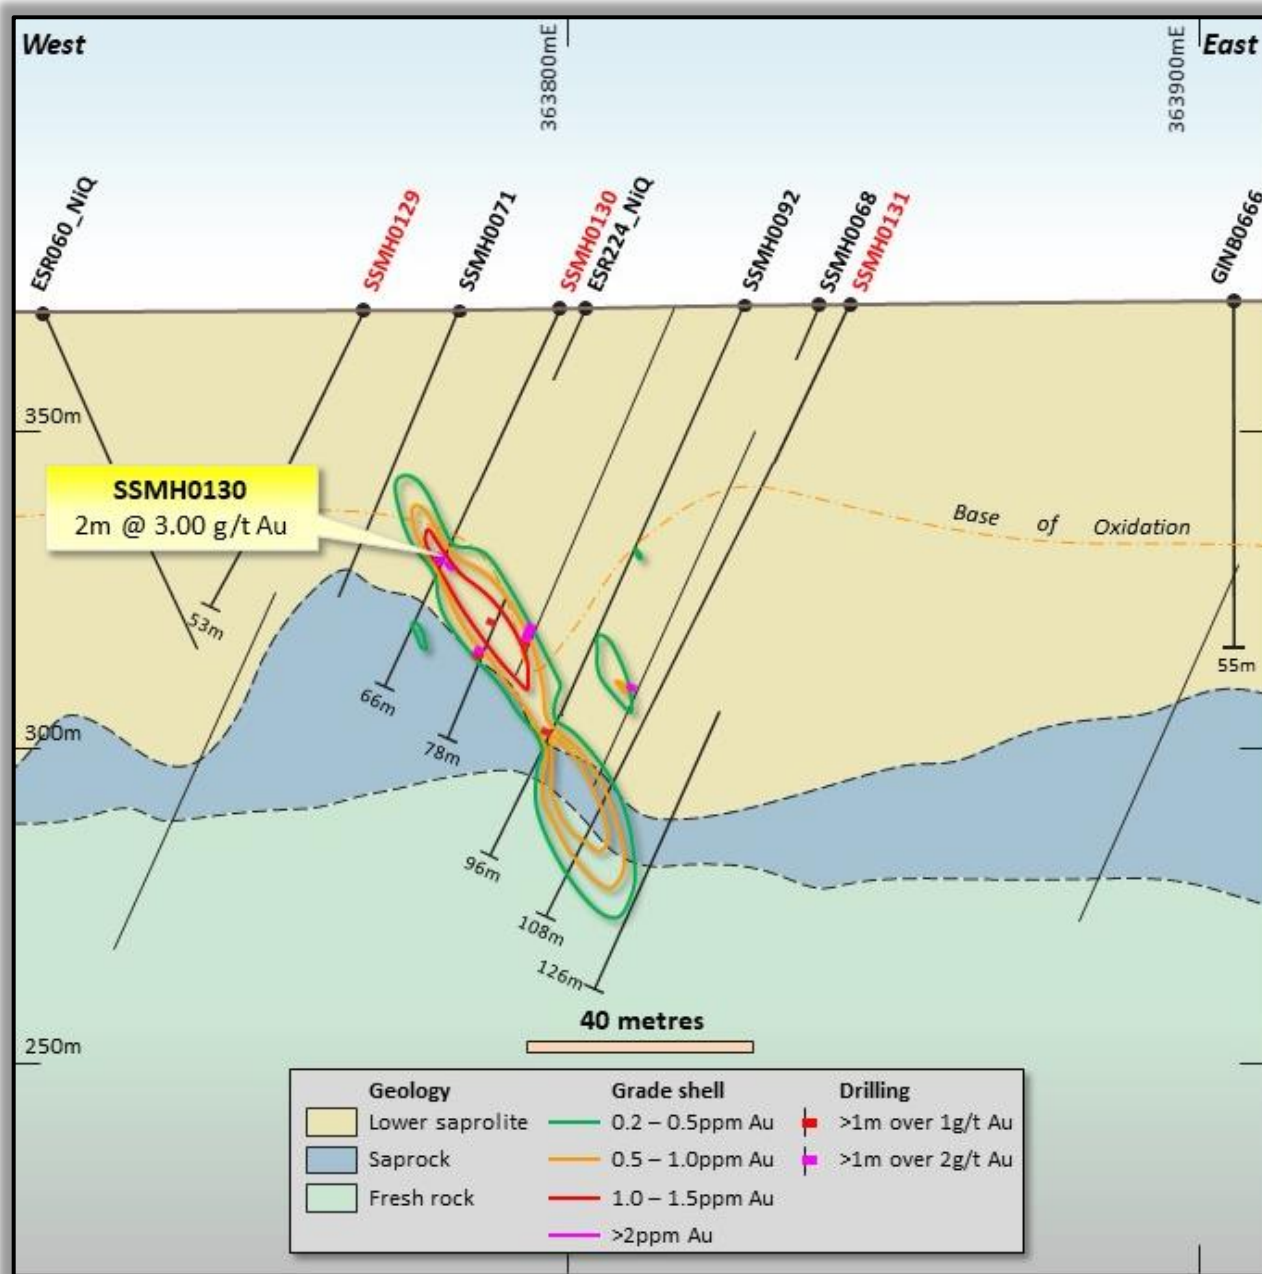 West
363800mE
363900mE
East
ESR060_NiQ
SSMH0129
SSMH0071
SSMH0130
ESR224_NiQ
SSMH0092
SSMH0068
SSMH0131
GINB0666
350m
SSMH0130
2m @ 3.00 g/t Au
Base of Oxidation
53m
55m
66m
300m
78m
96m
108m
126m
40 metres
250m
Geology
Lower saprolite
Saprock
Fresh rock
Grade shell
0.2 – 0.5ppm Au
0.5 – 1.0ppm Au
1.0 – 1.5ppm Au
>2ppm Au
Drilling
>1m over 1g/t Au
>1m over 2g/t Au